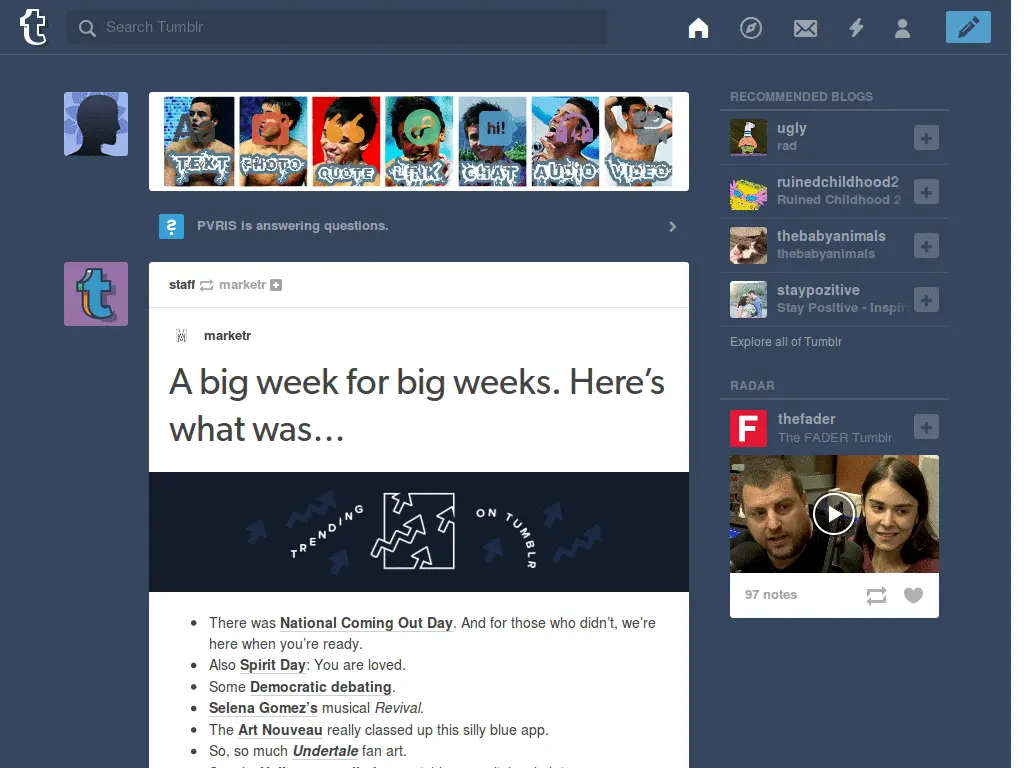 t
Search Tumblr
TEXT PHOTO QUOTE LINK CHAT AUDIO VIDEO
hi!
? PVRIS is answering questions.
t
staff marketr
marketr
A big week for big weeks. Here’s
what was…
TRENDING ON TUMBLR
• There was National Coming Out Day. And for those who didn’t, we’re
here when you’re ready.
• Also Spirit Day: You are loved.
• Some Democratic debating.
• Selena Gomez’s musical Revival.
• The Art Nouveau really classed up this silly blue app.
• So, so much Undertale fan art.
RECOMMENDED BLOGS
ugly
rad
ruinedchildhood2
Ruined Childhood 2
thebabyanimals
thebabyanimals
staypozitive
Stay Positive - Inspir
Explore all of Tumblr
RADAR
F
thefader
The FADER Tumblr
97 notes